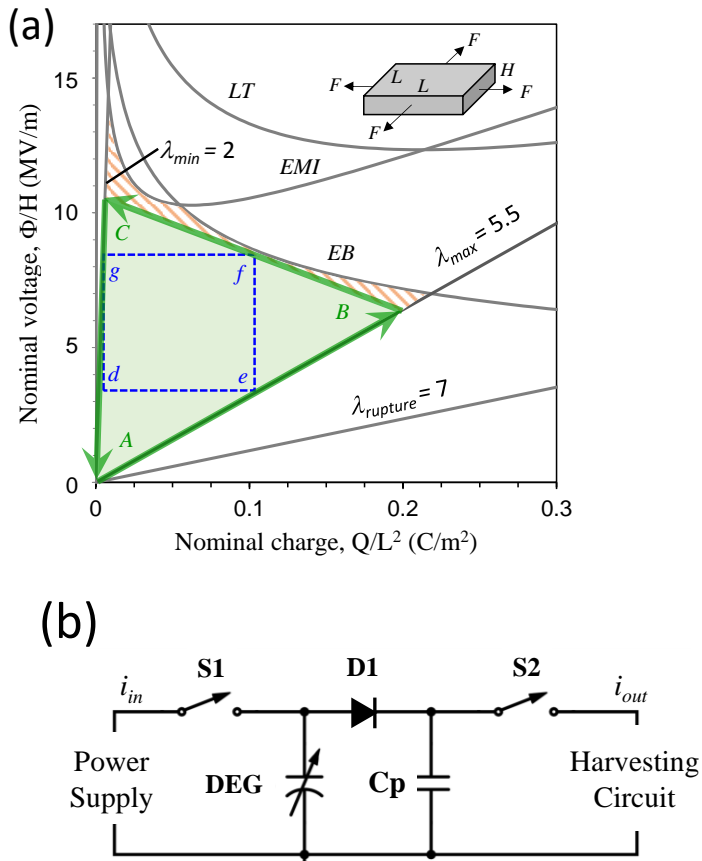 (a)
Nominal voltage, Φ/H (MV/m)
15
10
5
0
0
0.1
0.2
0.3
Nominal charge, Q/L² (C/m²)
LT
EMI
EB
λmin = 2
λmax = 5.5
λrupture = 7
F
F
F
F
L
L
H
C
B
A
g
f
d
e
(b)
S1
D1
S2
iin
iout
Power
Supply
DEG
Cp
Harvesting
Circuit